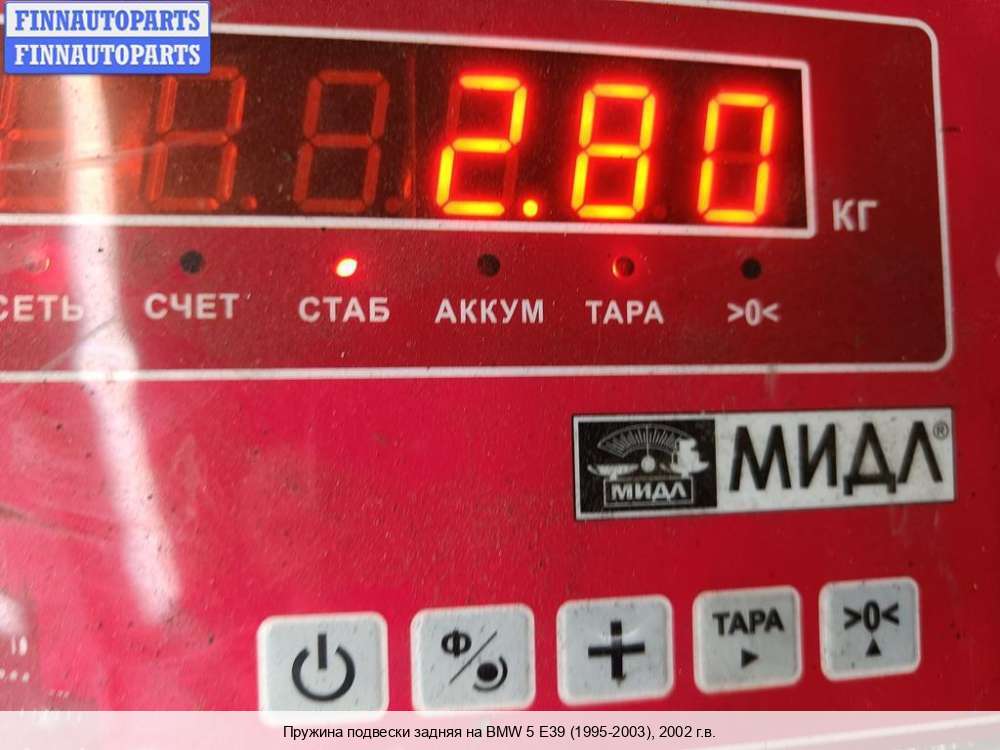 FINNAUTOPARTS
FINNAUTOPARTS
2.80
КГ
СЕТЬ СЧЕТ СТАБ АККУМ ТАРА >0<
МИДЛ®
МИДЛ
Ф
ТАРА
>0<
Пружина подвески задняя на BMW 5 E39 (1995-2003), 2002 г.в.